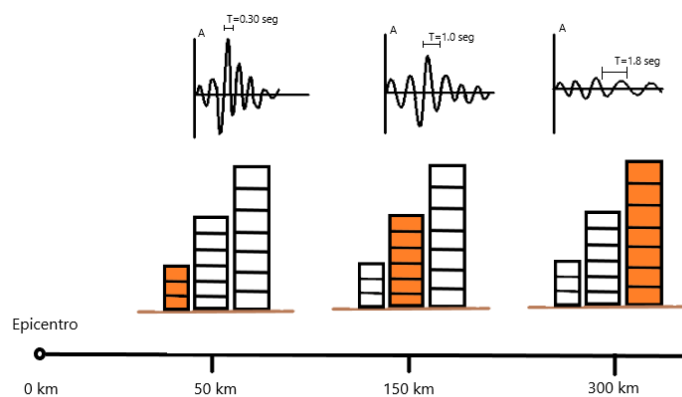 A
T=0.30 seg
A
T=1.0 seg
A
T=1.8 seg
Epicentro
0 km
50 km
150 km
300 km